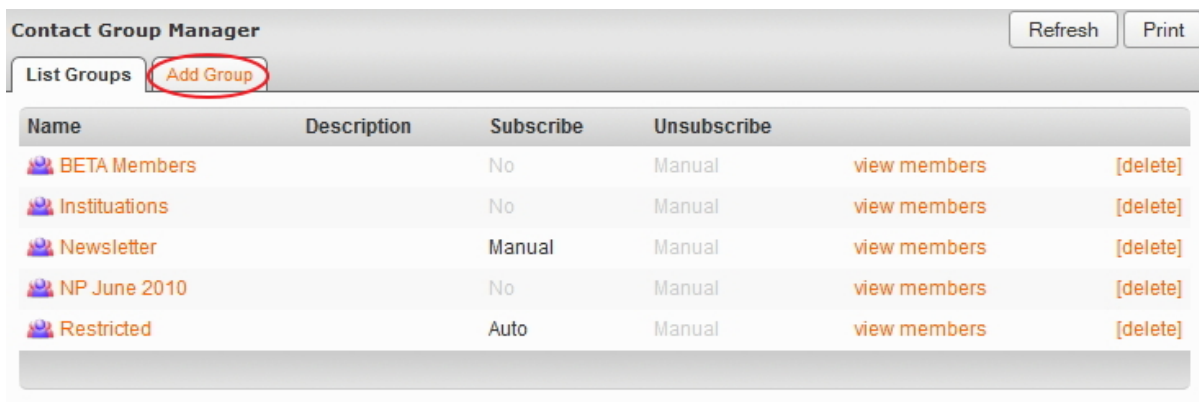 Contact Group Manager Refresh Print
List Groups Add Group
Name Description Subscribe Unsubscribe
BETA Members No Manual view members [delete]
Instituations No Manual view members [delete]
Newsletter Manual Manual view members [delete]
NP June 2010 No Manual view members [delete]
Restricted Auto Manual view members [delete]